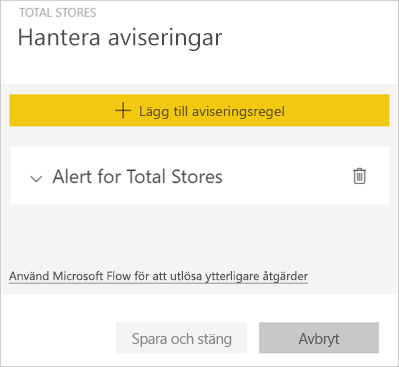 TOTAL STORES
Hantera aviseringar
Lägg till aviseringsregel
Alert for Total Stores
Använd Microsoft Flow för att utlösa ytterligare åtgärder
Spara och stäng
Avbryt